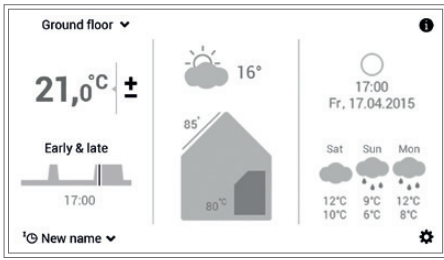 Ground floor
21,0°C ±
Early & late
17:00
New name
16°
85°
80°C
17:00
Fr, 17.04.2015
Sat Sun Mon
12°C 9°C 12°C
10°C 6°C 8°C